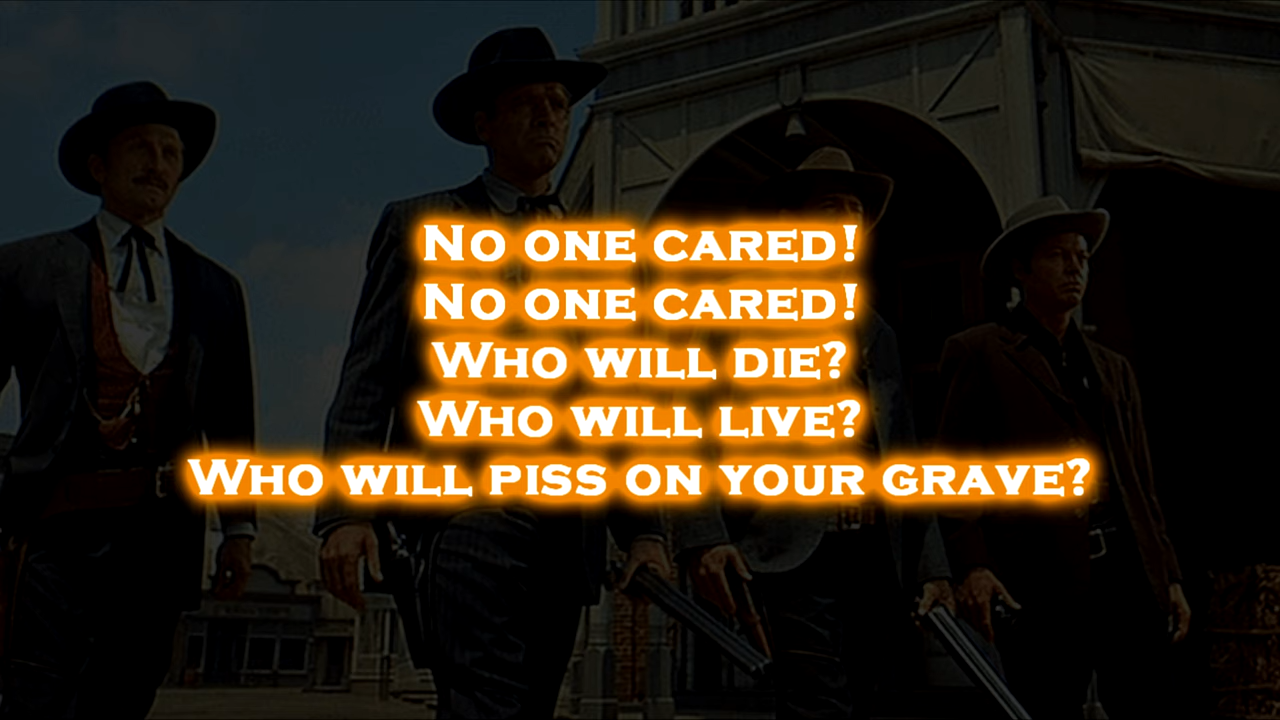 No one cared!
No one cared!
Who will die?
Who will live?
Who will piss on your grave?